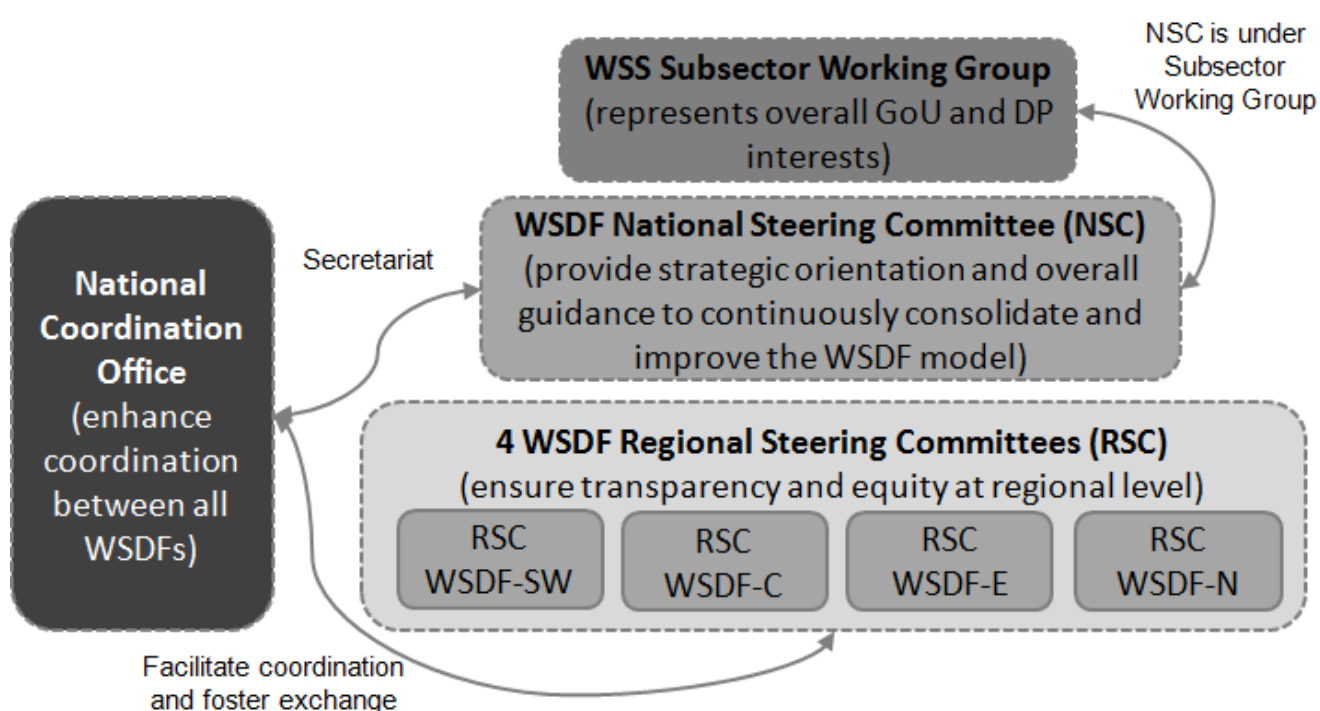 NSC is under
Subsector
Working Group
WSS Subsector Working Group
(represents overall GoU and DP
interests)
WSDF National Steering Committee (NSC)
(provide strategic orientation and overall
guidance to continuously consolidate and
improve the WSDF model)
Secretariat
National
Coordination
Office
(enhance
coordination
between all
WSDFs)
4 WSDF Regional Steering Committees (RSC)
(ensure transparency and equity at regional level)
RSC
WSDF-SW
RSC
WSDF-C
RSC
WSDF-E
RSC
WSDF-N
Facilitate coordination
and foster exchange